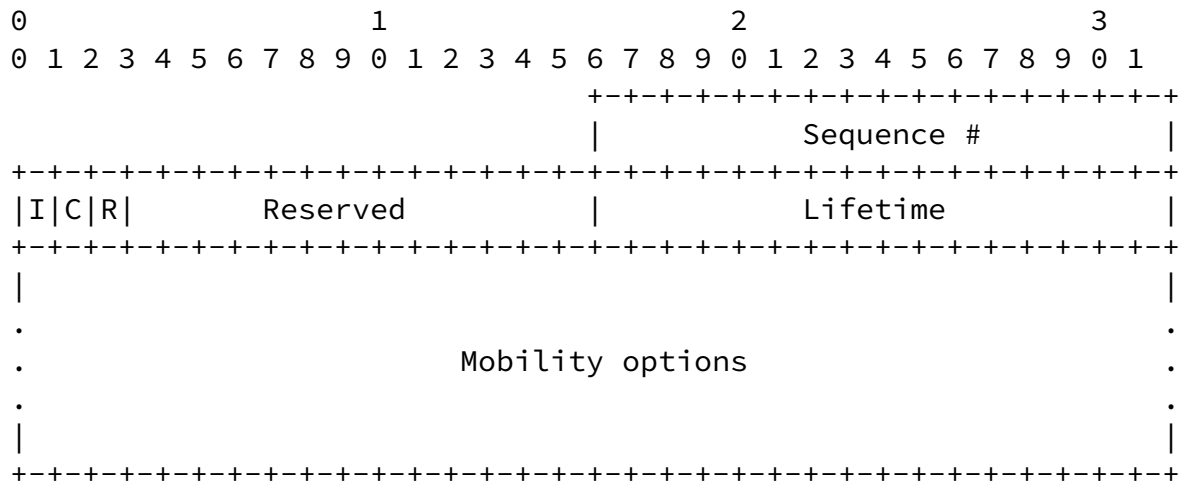 0                   1                   2                   3
0 1 2 3 4 5 6 7 8 9 0 1 2 3 4 5 6 7 8 9 0 1 2 3 4 5 6 7 8 9 0 1
                                +-+-+-+-+-+-+-+-+-+-+-+-+-+-+-+-+
                                |           Sequence #          |
+-+-+-+-+-+-+-+-+-+-+-+-+-+-+-+-+-+-+-+-+-+-+-+-+-+-+-+-+-+-+-+-+
|I|C|R|       Reserved          |           Lifetime            |
+-+-+-+-+-+-+-+-+-+-+-+-+-+-+-+-+-+-+-+-+-+-+-+-+-+-+-+-+-+-+-+-+
|                                                               |
.                                                               .
.                        Mobility options                       .
.                                                               .
|                                                               |
+-+-+-+-+-+-+-+-+-+-+-+-+-+-+-+-+-+-+-+-+-+-+-+-+-+-+-+-+-+-+-+-+